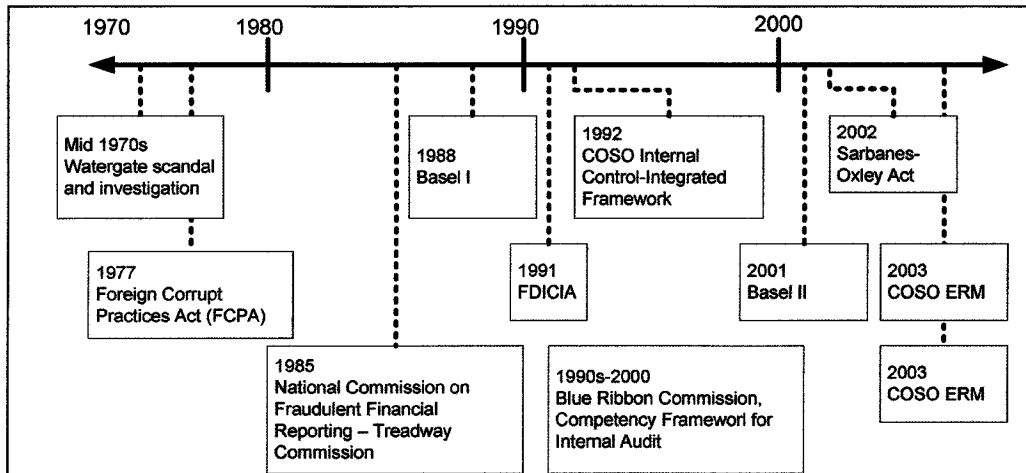 1970
1980
1990
2000
Mid 1970s
Watergate scandal
and investigation
1988
Basel I
1992
COSO Internal
Control-Integrated
Framework
2002
Sarbanes-
Oxley Act
1977
Foreign Corrupt
Practices Act (FCPA)
1991
FDICIA
2001
Basel II
2003
COSO ERM
1985
National Commission on
Fraudulent Financial
Reporting – Treadway
Commission
1990s-2000
Blue Ribbon Commission,
Competency Frameworl for
Internal Audit
2003
COSO ERM